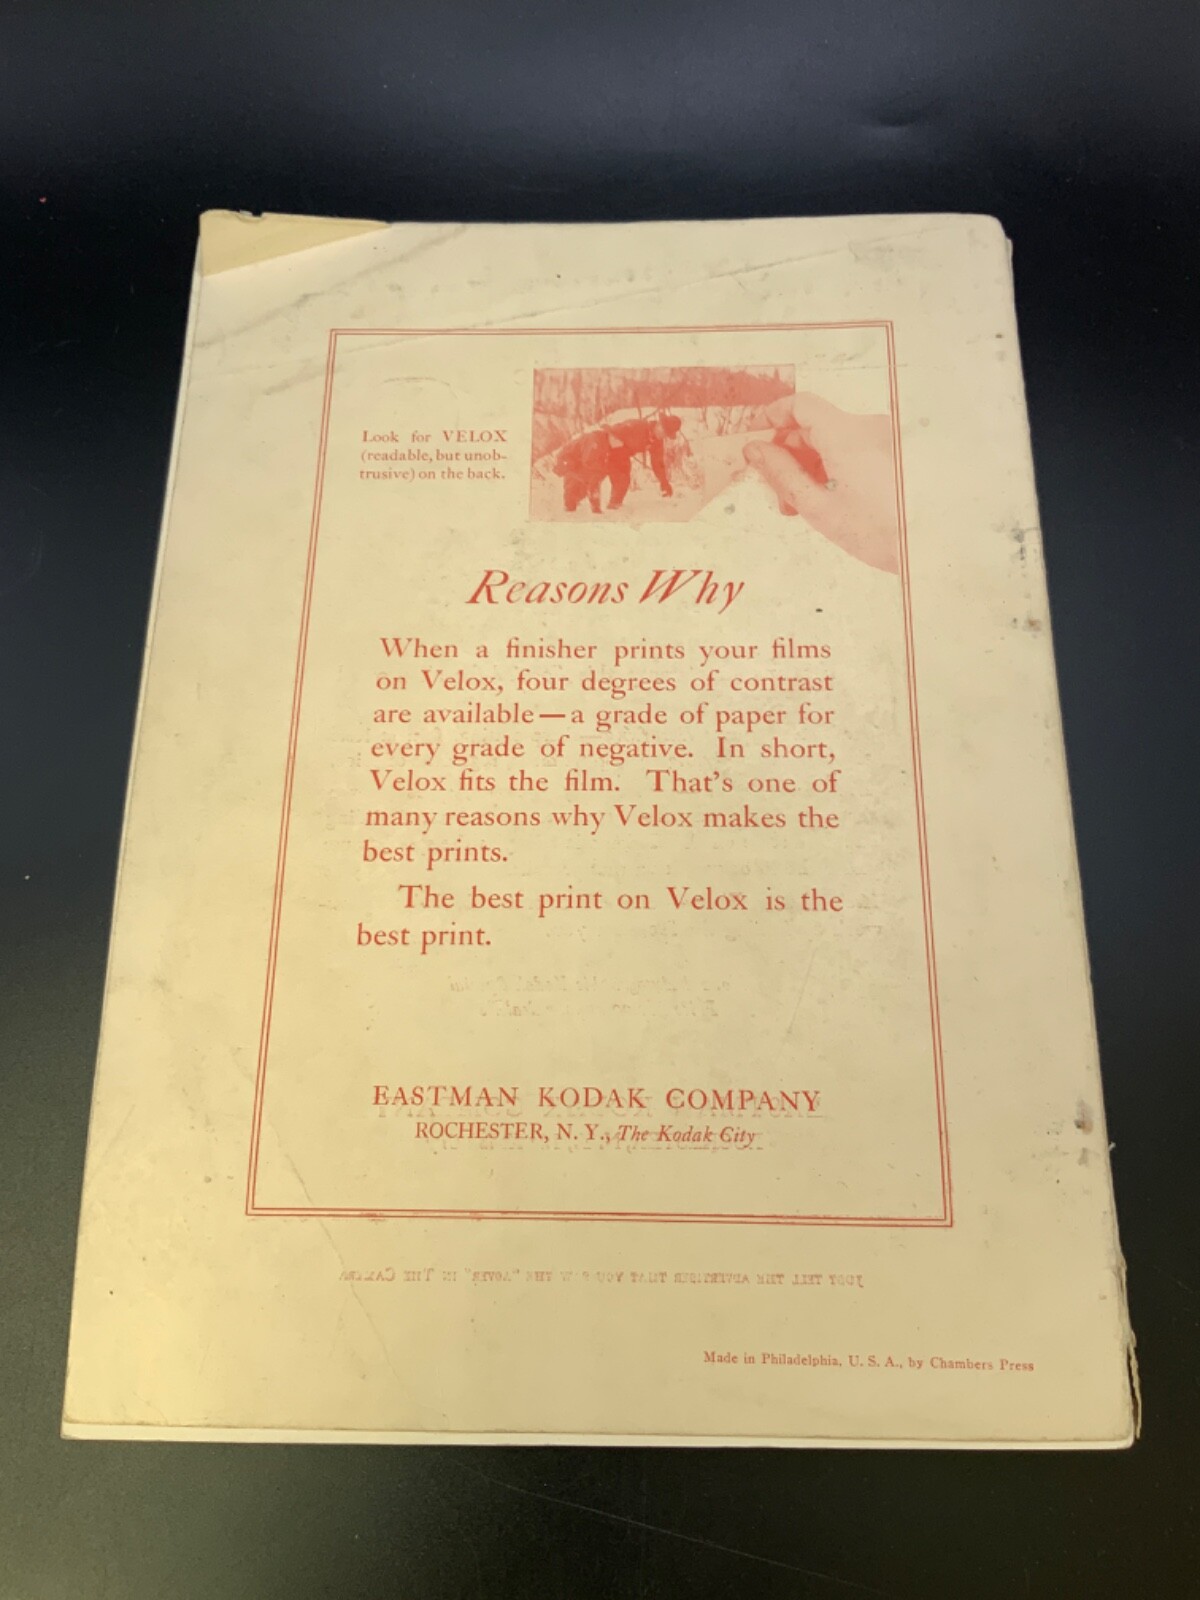 Look for VELOX
(readable, but unob-
trusive) on the back.
Reasons Why
When a finisher prints your films
on Velox, four degrees of contrast
are available—a grade of paper for
every grade of negative. In short,
Velox fits the film. That's one of
many reasons why Velox makes the
best prints.
The best print on Velox is the
best print.
EASTMAN KODAK COMPANY
ROCHESTER, N. Y., The Kodak City
Made in Philadelphia, U. S. A., by Chambers Press